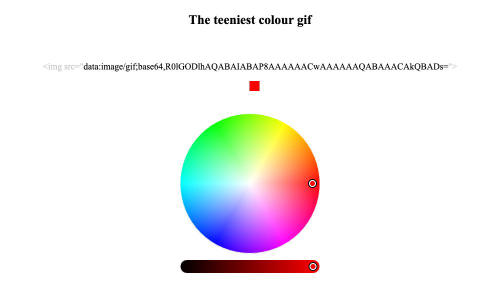 The teeniest colour gif
<img src="data:image/gif;base64,R0lGODlhAQABAIABAP8AAAAAACwAAAAAAQABAAACAkQBADs=">